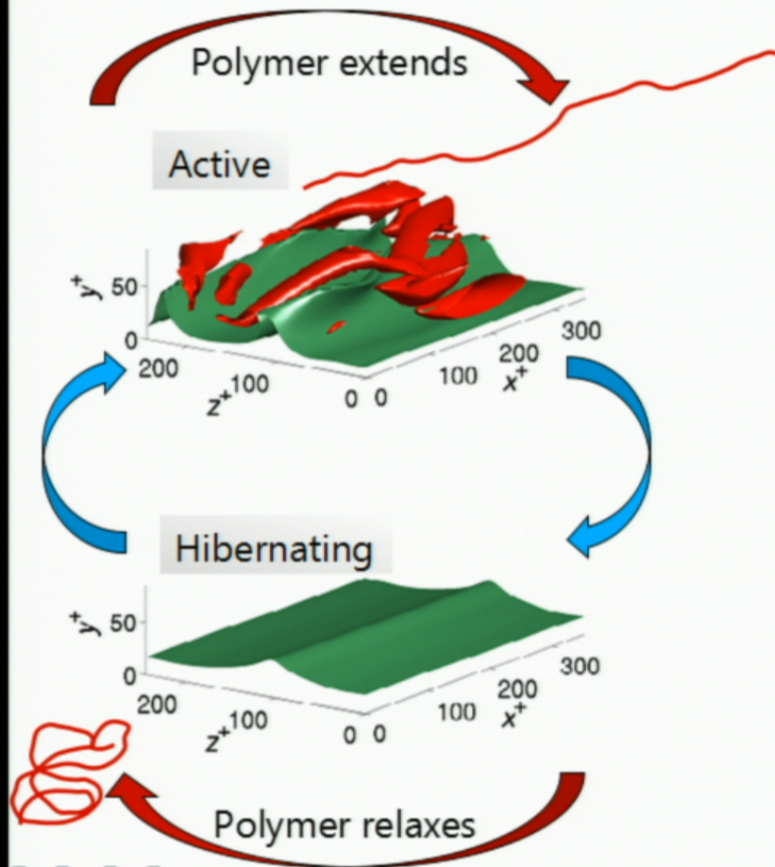 Polymer extends
Active
y+
50
0
200
z+
100
0
0
100
x+
200
300
Hibernating
y+
50
0
200
z+
100
0
0
100
x+
200
300
Polymer relaxes